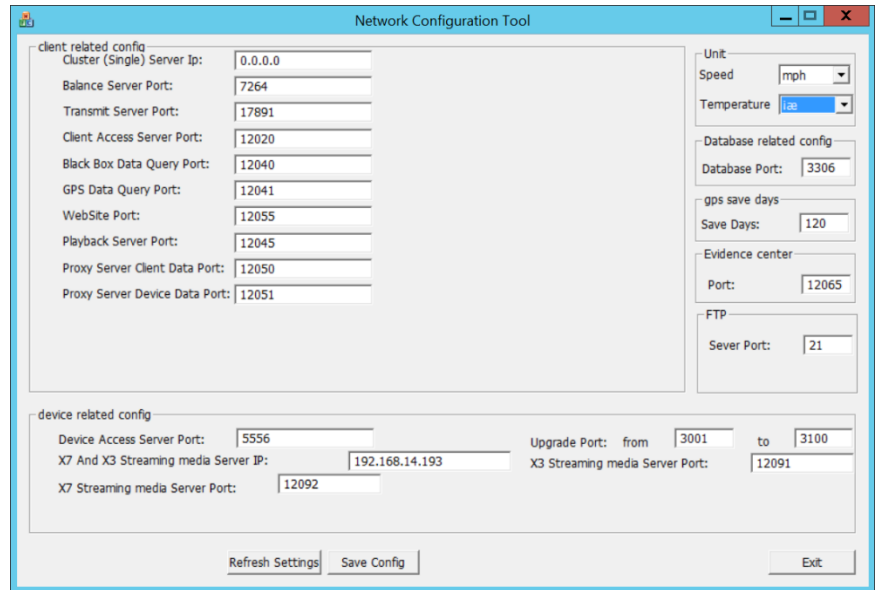 Network Configuration Tool
client related config
Cluster (Single) Server Ip: 0.0.0.0
Balance Server Port: 7264
Transmit Server Port: 17891
Client Access Server Port: 12020
Black Box Data Query Port: 12040
GPS Data Query Port: 12041
WebSite Port: 12055
Playback Server Port: 12045
Proxy Server Client Data Port: 12050
Proxy Server Device Data Port: 12051
Unit
Speed mph
Temperature ïæ
Database related config
Database Port: 3306
gps save days
Save Days: 120
Evidence center
Port: 12065
FTP
Sever Port: 21
device related config
Device Access Server Port: 5556
Upgrade Port: from 3001 to 3100
X7 And X3 Streaming media Server IP: 192.168.14.193
X3 Streaming media Server Port: 12091
X7 Streaming media Server Port: 12092
Refresh Settings Save Config Exit